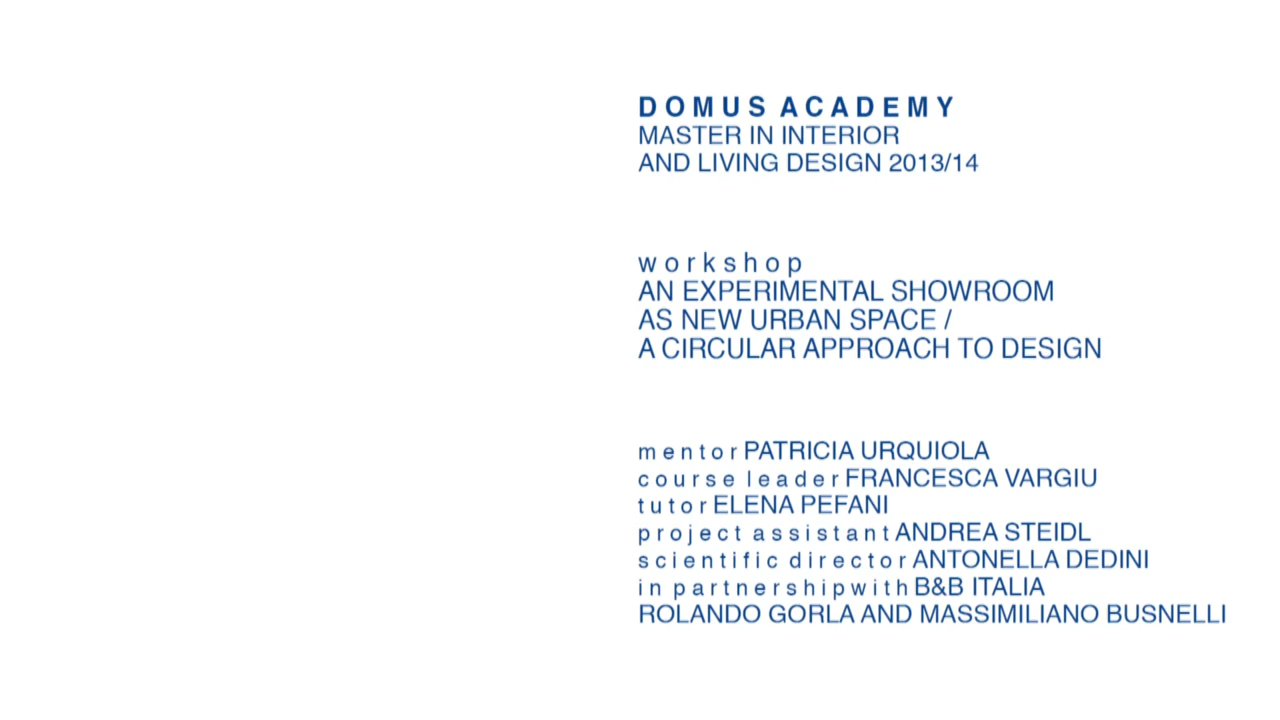 DOMUS ACADEMY
MASTER IN INTERIOR
AND LIVING DESIGN 2013/14
workshop
AN EXPERIMENTAL SHOWROOM
AS NEW URBAN SPACE /
A CIRCULAR APPROACH TO DESIGN
mentor PATRICIA URQUIOLA
course leader FRANCESCA VARGIU
tutor ELENA PEFANI
project assistant ANDREA STEIDL
scientific director ANTONELLA DEDINI
in partnership with B&B ITALIA
ROLANDO GORLA AND MASSIMILIANO BUSNELLI